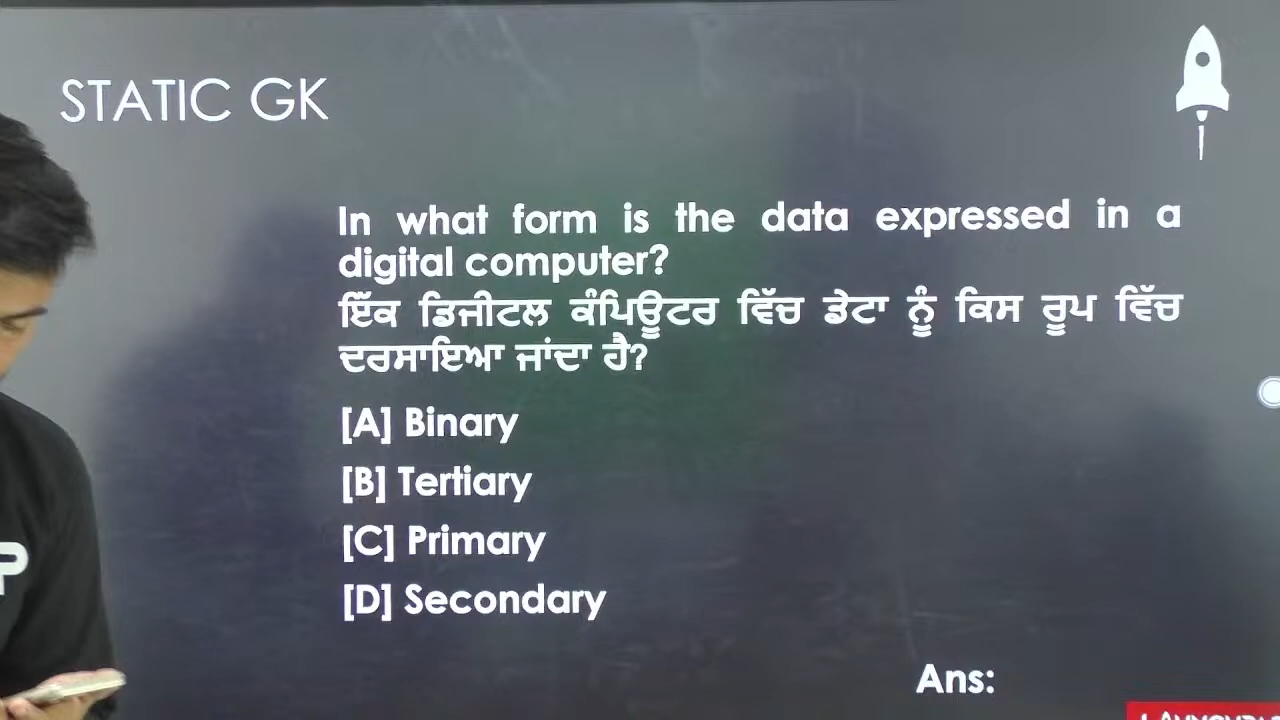 STATIC GK
In what form is the data expressed in a
digital computer?
ਇੱਕ ਡਿਜੀਟਲ ਕੰਪਿਊਟਰ ਵਿੱਚ ਡੇਟਾ ਨੂੰ ਕਿਸ ਰੂਪ ਵਿੱਚ
ਦਰਸਾਇਆ ਜਾਂਦਾ ਹੈ?
[A] Binary
[B] Tertiary
[C] Primary
[D] Secondary
Ans: